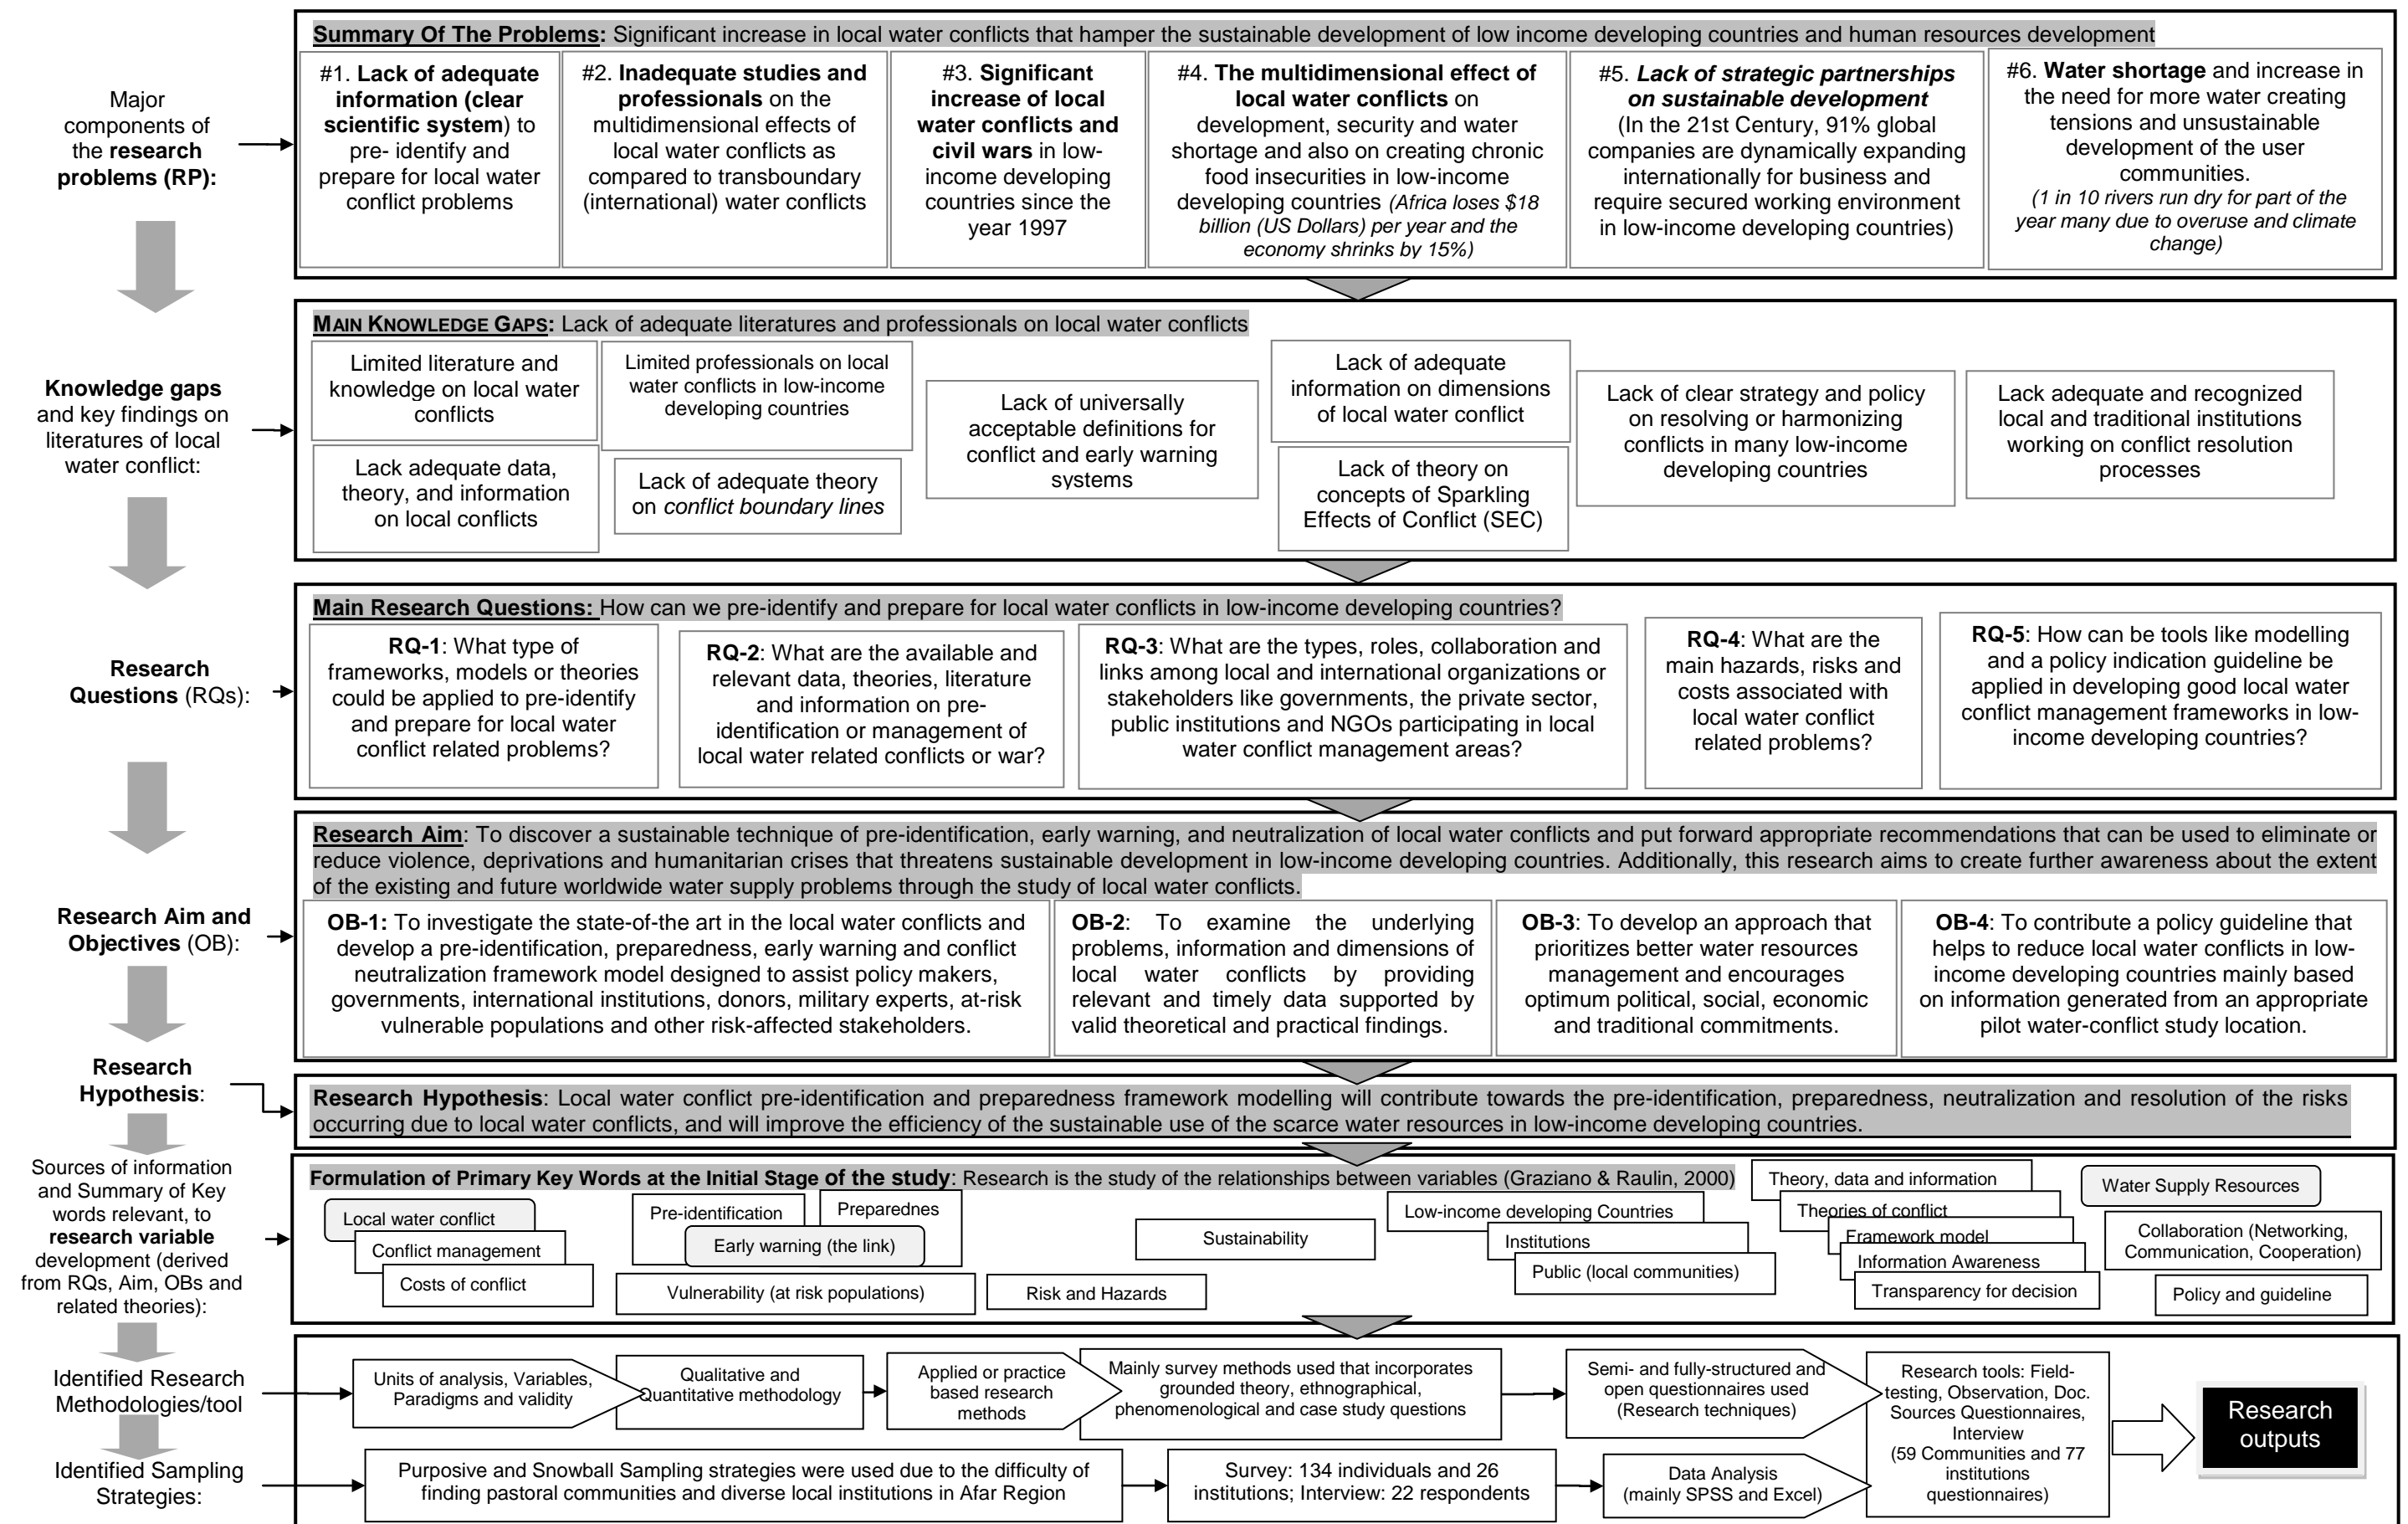 Major
components of
the research
problems (RP):
Summary Of The Problems: Significant increase in local water conflicts that hamper the sustainable development of low income developing countries and human resources development
#1. Lack of adequate
information (clear
scientific system) to
pre- identify and
prepare for local water
conflict problems
#2. Inadequate studies and
professionals on the
multidimensional effects of
local water conflicts as
compared to transboundary
(international) water conflicts
#3. Significant
increase of local
water conflicts and
civil wars in low-
income developing
countries since the
year 1997
#4. The multidimensional effect of
local water conflicts on
development, security and water
shortage and also on creating chronic
food insecurities in low-income
developing countries (Africa loses $18
billion (US Dollars) per year and the
economy shrinks by 15%)
#5. Lack of strategic partnerships
on sustainable development
(In the 21st Century, 91% global
companies are dynamically expanding
internationally for business and
require secured working environment
in low-income developing countries)
#6. Water shortage and increase in
the need for more water creating
tensions and unsustainable
development of the user
communities.
(1 in 10 rivers run dry for part of the
year many due to overuse and climate
change)
Knowledge gaps
and key findings on
literatures of local
water conflict:
MAIN KNOWLEDGE GAPS: Lack of adequate literatures and professionals on local water conflicts
Limited literature and
knowledge on local water
conflicts
Lack adequate data,
theory, and information
on local conflicts
Limited professionals on local
water conflicts in low-income
developing countries
Lack of adequate theory
on conflict boundary lines
Lack of universally
acceptable definitions for
conflict and early warning
systems
Lack of adequate
information on dimensions
of local water conflict
Lack of theory on
concepts of Sparkling
Effects of Conflict (SEC)
Lack of clear strategy and policy
on resolving or harmonizing
conflicts in many low-income
developing countries
Lack adequate and recognized
local and traditional institutions
working on conflict resolution
processes
Research
Questions (RQs):
Main Research Questions: How can we pre-identify and prepare for local water conflicts in low-income developing countries?
RQ-1: What type of
frameworks, models or theories
could be applied to pre-identify
and prepare for local water
conflict related problems?
RQ-2: What are the available and
relevant data, theories, literature
and information on pre-
identification or management of
local water related conflicts or war?
RQ-3: What are the types, roles, collaboration and
links among local and international organizations or
stakeholders like governments, the private sector,
public institutions and NGOs participating in local
water conflict management areas?
RQ-4: What are the
main hazards, risks and
costs associated with
local water conflict
related problems?
RQ-5: How can be tools like modelling
and a policy indication guideline be
applied in developing good local water
conflict management frameworks in low-
income developing countries?
Research Aim and
Objectives (OB):
Research Aim: To discover a sustainable technique of pre-identification, early warning, and neutralization of local water conflicts and put forward appropriate recommendations that can be used to eliminate or
reduce violence, deprivations and humanitarian crises that threatens sustainable development in low-income developing countries. Additionally, this research aims to create further awareness about the extent
of the existing and future worldwide water supply problems through the study of local water conflicts.
OB-1: To investigate the state-of-the art in the local water conflicts and
develop a pre-identification, preparedness, early warning and conflict
neutralization framework model designed to assist policy makers,
governments, international institutions, donors, military experts, at-risk
vulnerable populations and other risk-affected stakeholders.
OB-2: To examine the underlying
problems, information and dimensions of
local water conflicts by providing
relevant and timely data supported by
valid theoretical and practical findings.
OB-3: To develop an approach that
prioritizes better water resources
management and encourages
optimum political, social, economic
and traditional commitments.
OB-4: To contribute a policy guideline that
helps to reduce local water conflicts in low-
income developing countries mainly based
on information generated from an appropriate
pilot water-conflict study location.
Research
Hypothesis:
Research Hypothesis: Local water conflict pre-identification and preparedness framework modelling will contribute towards the pre-identification, preparedness, neutralization and resolution of the risks
occurring due to local water conflicts, and will improve the efficiency of the sustainable use of the scarce water resources in low-income developing countries.
Sources of information
and Summary of Key
words relevant, to
research variable
development (derived
from RQs, Aim, OBs and
related theories):
Formulation of Primary Key Words at the Initial Stage of the study: Research is the study of the relationships between variables (Graziano & Raulin, 2000)
Local water conflict
Conflict management
Costs of conflict
Pre-identification
Preparednes
Early warning (the link)
Vulnerability (at risk populations)
Risk and Hazards
Sustainability
Low-income developing Countries
Institutions
Public (local communities)
Theory, data and information
Theories of conflict
Framework model
Information Awareness
Transparency for decision
Water Supply Resources
Collaboration (Networking,
Communication, Cooperation)
Policy and guideline
Identified Research
Methodologies/tool
Units of analysis, Variables,
Paradigms and validity
Qualitative and
Quantitative methodology
Applied or practice
based research
methods
Mainly survey methods used that incorporates
grounded theory, ethnographical,
phenomenological and case study questions
Semi- and fully-structured and
open questionnaires used
(Research techniques)
Research tools: Field-
testing, Observation, Doc.
Sources Questionnaires,
Interview
(59 Communities and 77
institutions
questionnaires)
Research
outputs
Identified Sampling
Strategies:
Purposive and Snowball Sampling strategies were used due to the difficulty of
finding pastoral communities and diverse local institutions in Afar Region
Survey: 134 individuals and 26
institutions; Interview: 22 respondents
Data Analysis
(mainly SPSS and Excel)